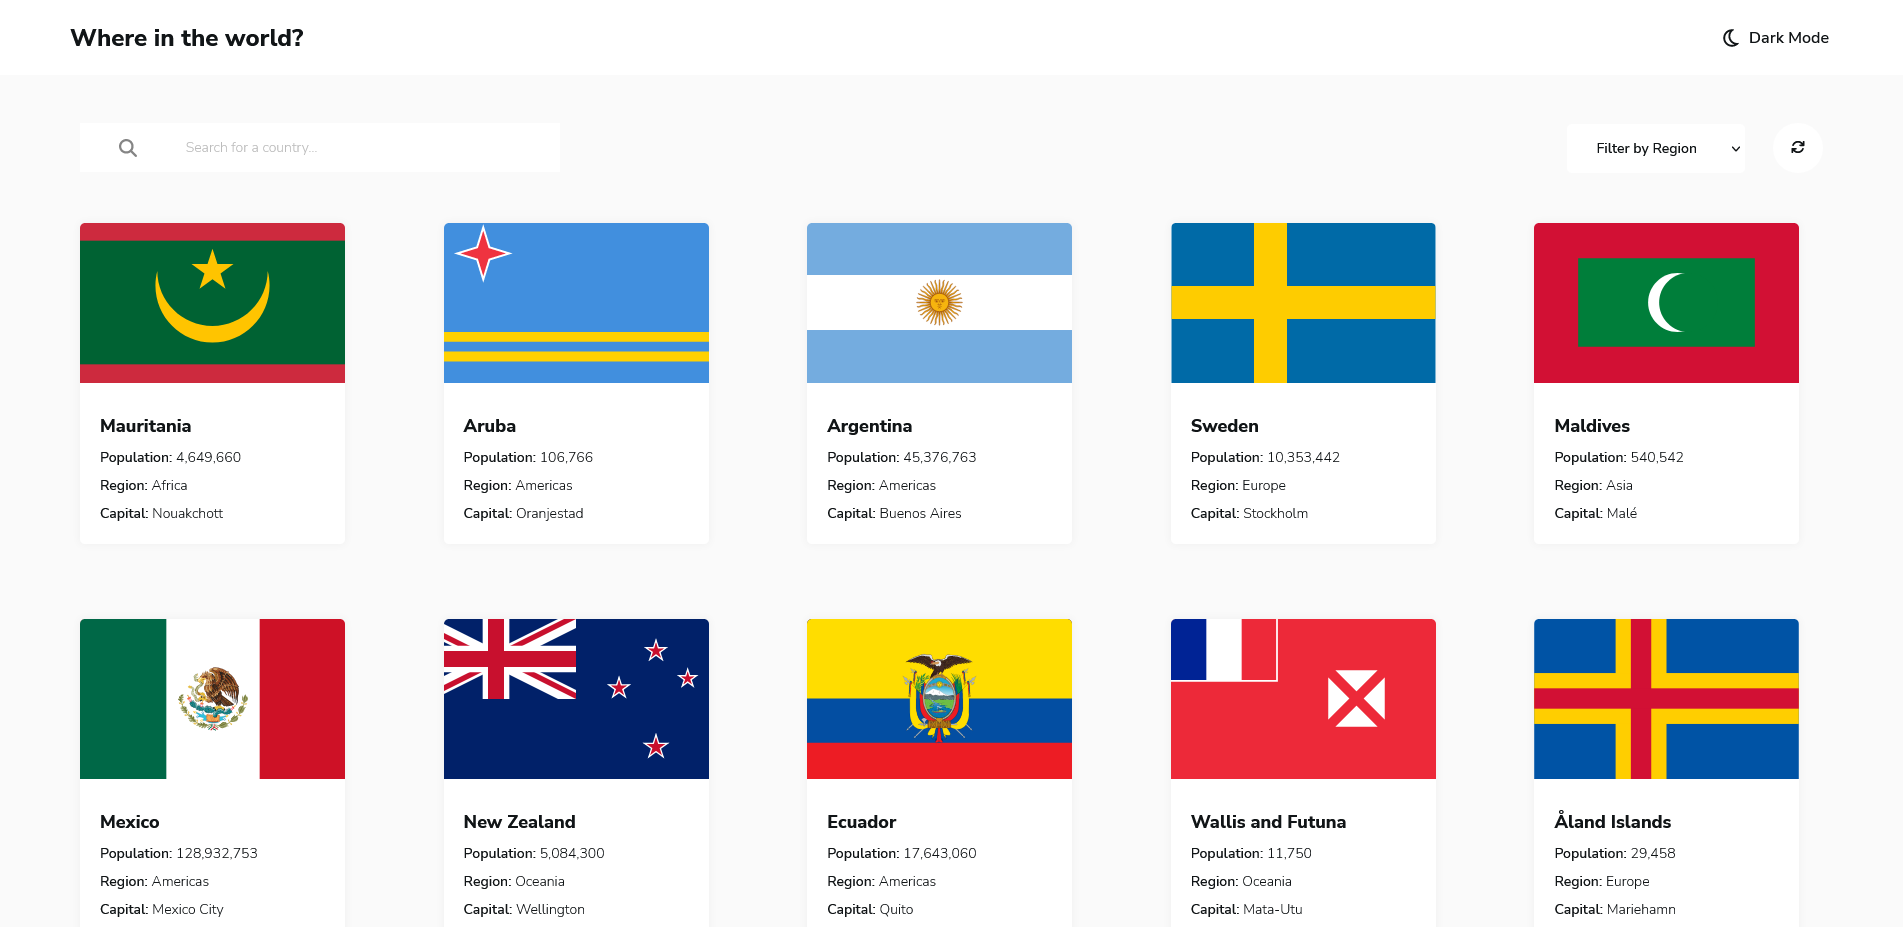 Where in the world?
Dark Mode
Search for a country...
Filter by Region
Mauritania
Population: 4,649,660
Region: Africa
Capital: Nouakchott
Aruba
Population: 106,766
Region: Americas
Capital: Oranjestad
Argentina
Population: 45,376,763
Region: Americas
Capital: Buenos Aires
Sweden
Population: 10,353,442
Region: Europe
Capital: Stockholm
Maldives
Population: 540,542
Region: Asia
Capital: Malé
Mexico
Population: 128,932,753
Region: Americas
Capital: Mexico City
New Zealand
Population: 5,084,300
Region: Oceania
Capital: Wellington
Ecuador
Population: 17,643,060
Region: Americas
Capital: Quito
Wallis and Futuna
Population: 11,750
Region: Oceania
Capital: Mata-Utu
Åland Islands
Population: 29,458
Region: Europe
Capital: Mariehamn